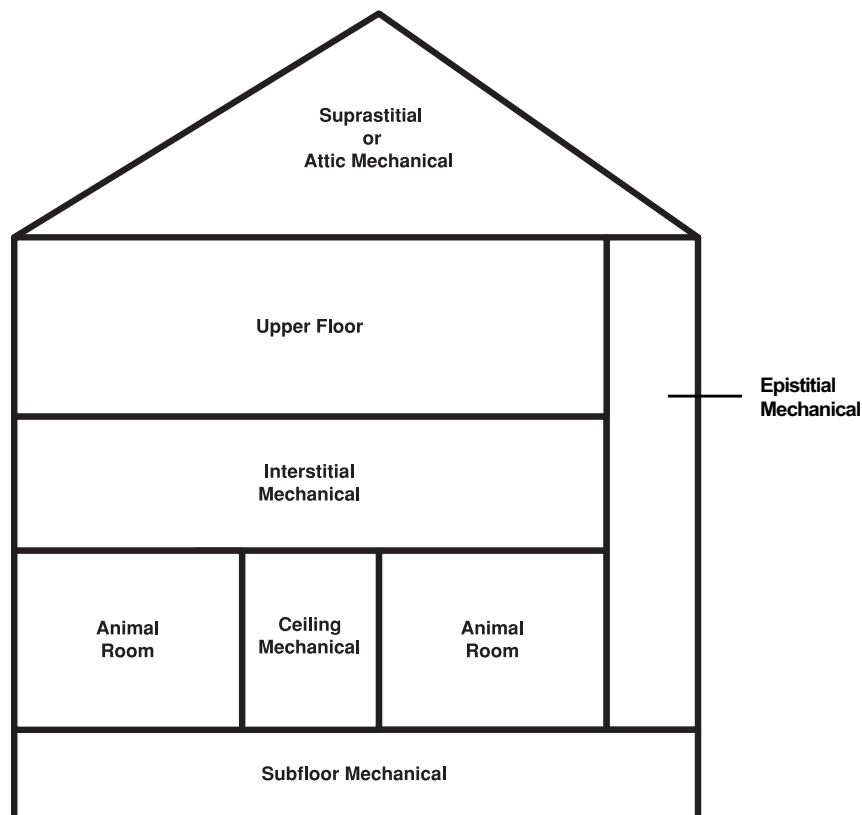 Suprastitial
or
Attic Mechanical
Upper Floor
Epistitial
Mechanical
Interstitial
Mechanical
Animal
Room
Ceiling
Mechanical
Animal
Room
Subfloor Mechanical